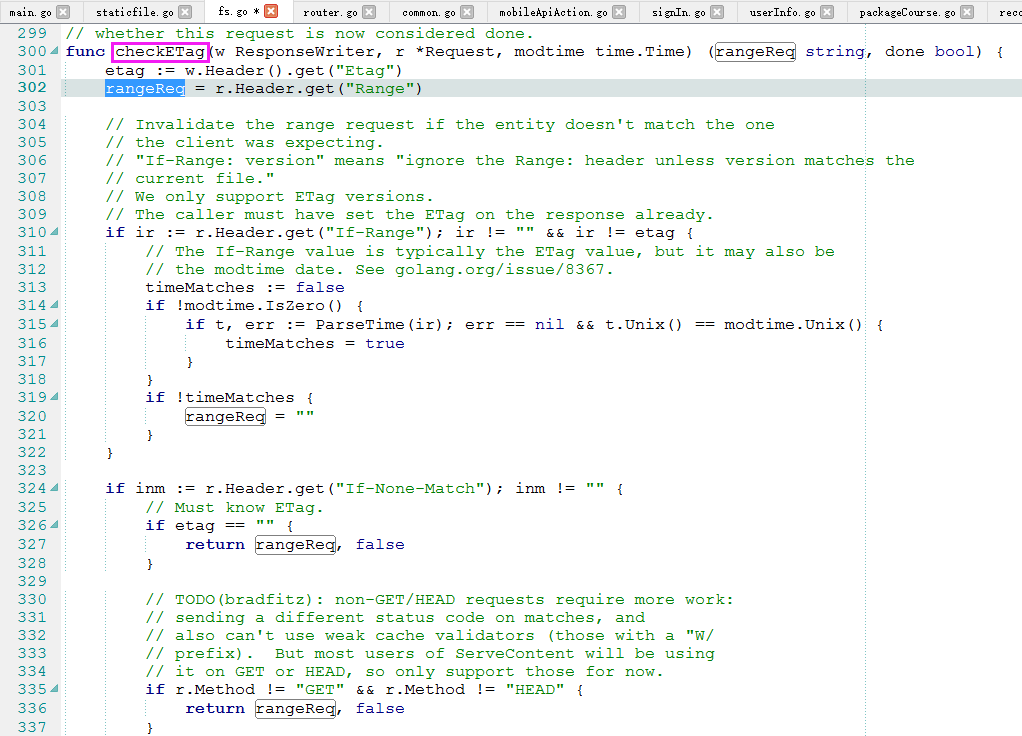 main.go staticfile.go fs.go * router.go common.go mobileApiAction.go signIn.go userInfo.go packageCourse.go
299 // whether this request is now considered done.
300 func checkETag(w ResponseWriter, r *Request, modtime time.Time) (rangeReq string, done bool) {
301 etag := w.Header().get("Etag")
302 rangeReq = r.Header.get("Range")
303
304 // Invalidate the range request if the entity doesn't match the one
305 // the client was expecting.
306 // "If-Range: version" means "ignore the Range: header unless version matches the
307 // current file."
308 // We only support ETag versions.
309 // The caller must have set the ETag on the response already.
310 if ir := r.Header.get("If-Range"); ir != "" && ir != etag {
311 // The If-Range value is typically the ETag value, but it may also be
312 // the modtime date. See golang.org/issue/8367.
313 timeMatches := false
314 if !modtime.IsZero() {
315 if t, err := ParseTime(ir); err == nil && t.Unix() == modtime.Unix() {
316 timeMatches = true
317 }
318 }
319 if !timeMatches {
320 rangeReq = ""
321 }
322 }
323
324 if inm := r.Header.get("If-None-Match"); inm != "" {
325 // Must know ETag.
326 if etag == "" {
327 return rangeReq, false
328 }
329
330 // TODO(bradfitz): non-GET/HEAD requests require more work:
331 // sending a different status code on matches, and
332 // also can't use weak cache validators (those with a "W/
333 // prefix). But most users of ServeContent will be using
334 // it on GET or HEAD, so only support those for now.
335 if r.Method != "GET" && r.Method != "HEAD" {
336 return rangeReq, false
337 }